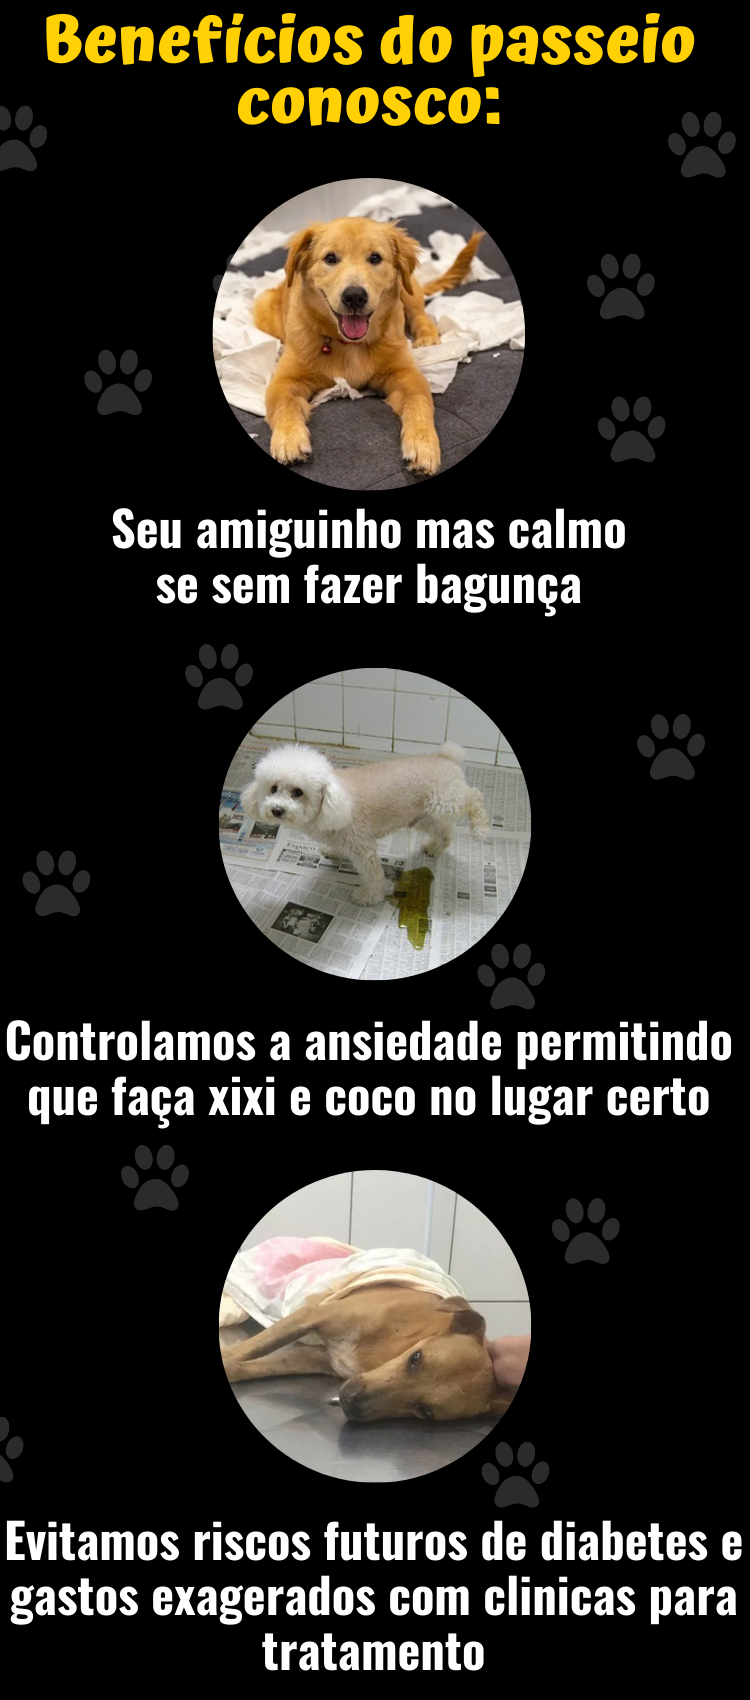 Benefícios do passeio
conosco:
Seu amiguinho mas calmo
se sem fazer bagunça
Controlamos a ansiedade permitindo
que faça xixi e coco no lugar certo
Evitamos riscos futuros de diabetes e
gastos exagerados com clinicas para
tratamento